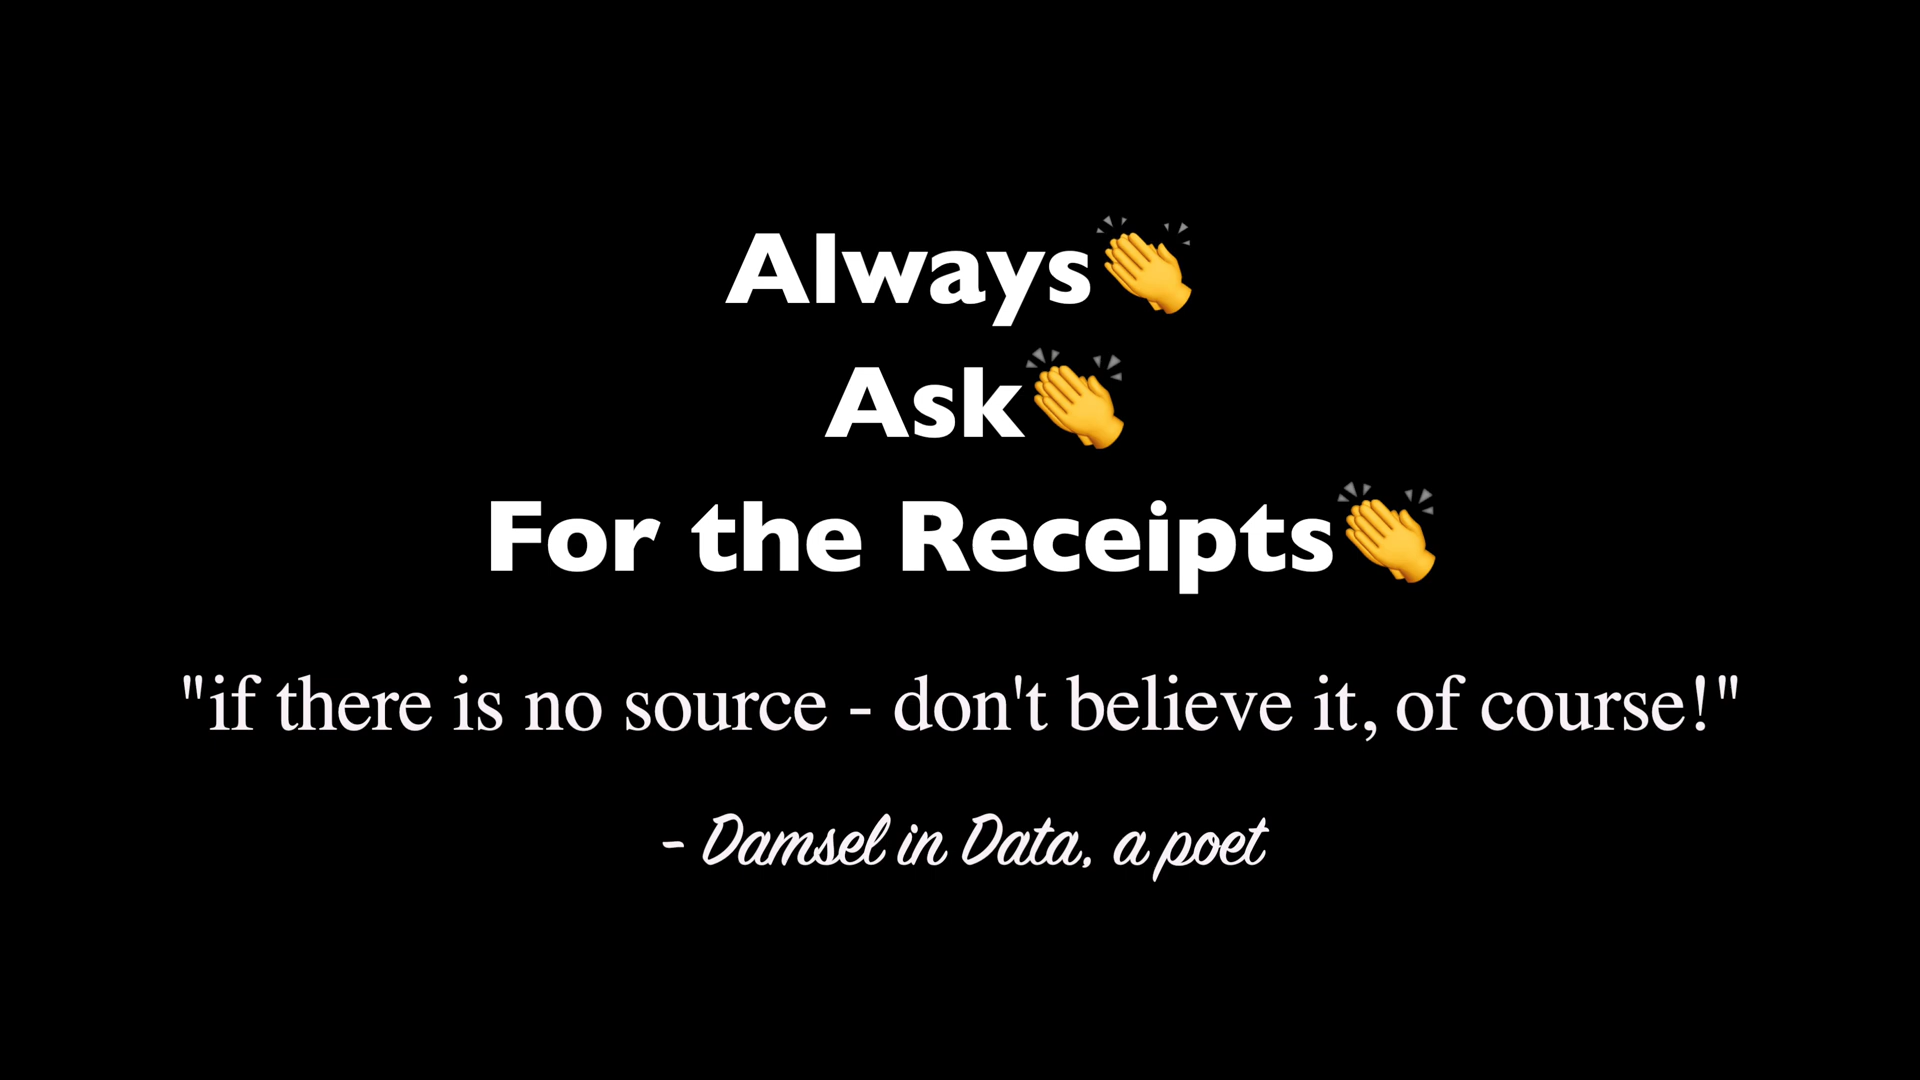 Always👏
Ask👏
For the Receipts👏
"if there is no source - don't believe it, of course!"
- Damsel in Data, a poet